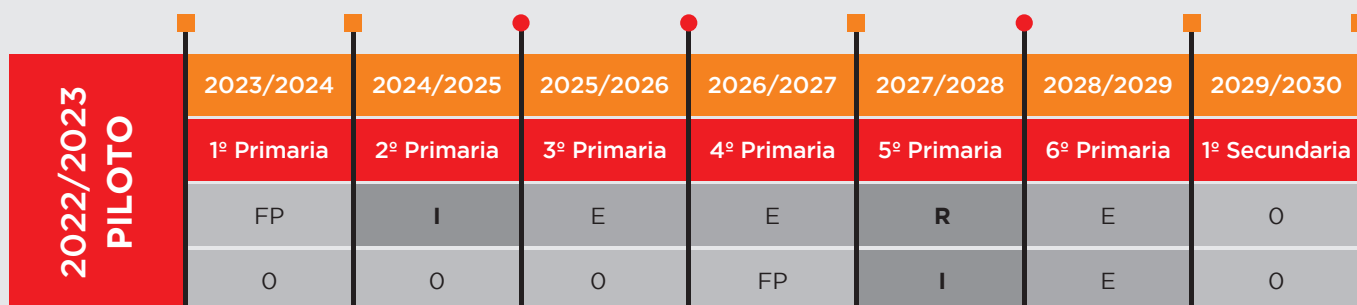 2022/2023
PILOTO
2023/2024 2024/2025 2025/2026 2026/2027 2027/2028 2028/2029 2029/2030
1º Primaria 2º Primaria 3º Primaria 4º Primaria 5º Primaria 6º Primaria 1º Secundaria
FP I E E R E 0
0 0 0 FP I E 0